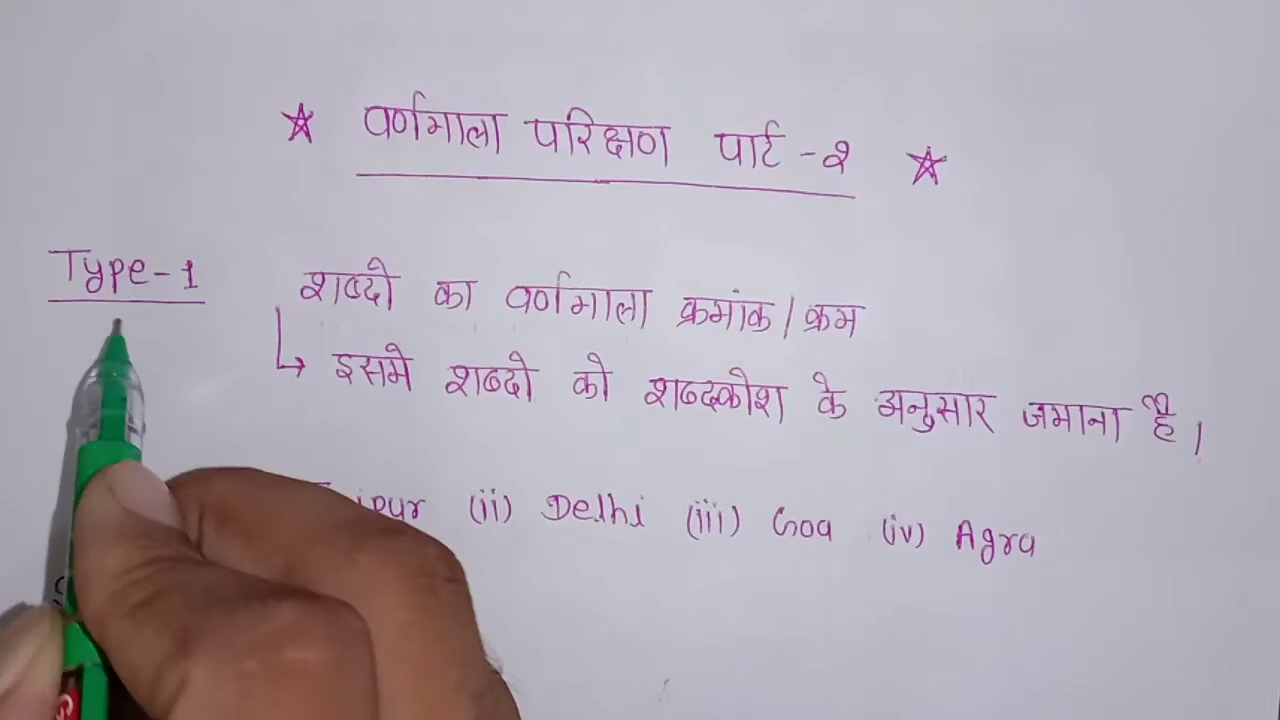 वर्णमाला परिक्षण पार्ट -२
Type-1 शब्दो का वर्णमाला क्रमांक/क्रम
इसमे शब्दो को शब्दकोश के अनुसार जमाना है।
(ii) Delhi (iii) Goa (iv) Agra